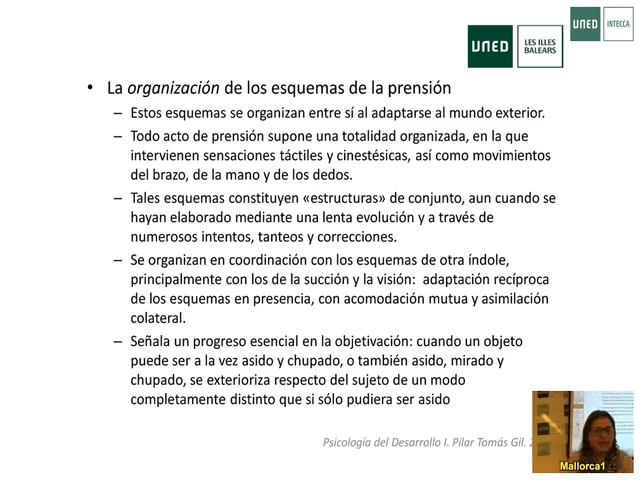 UNED
INTECCA
UNED
LES ILLES
BALEARS
• La organización de los esquemas de la prensión
– Estos esquemas se organizan entre sí al adaptarse al mundo exterior.
– Todo acto de prensión supone una totalidad organizada, en la que
intervienen sensaciones táctiles y cinestésicas, así como movimientos
del brazo, de la mano y de los dedos.
– Tales esquemas constituyen «estructuras» de conjunto, aun cuando se
hayan elaborado mediante una lenta evolución y a través de
numerosos intentos, tanteos y correcciones.
– Se organizan en coordinación con los esquemas de otra índole,
principalmente con los de la succión y la visión: adaptación recíproca
de los esquemas en presencia, con acomodación mutua y asimilación
colateral.
– Señala un progreso esencial en la objetivación: cuando un objeto
puede ser a la vez asido y chupado, o también asido, mirado y
chupado, se exterioriza respecto del sujeto de un modo
completamente distinto que si sólo pudiera ser asido
Psicología del Desarrollo I. Pilar Tomás Gil.
Mallorca1